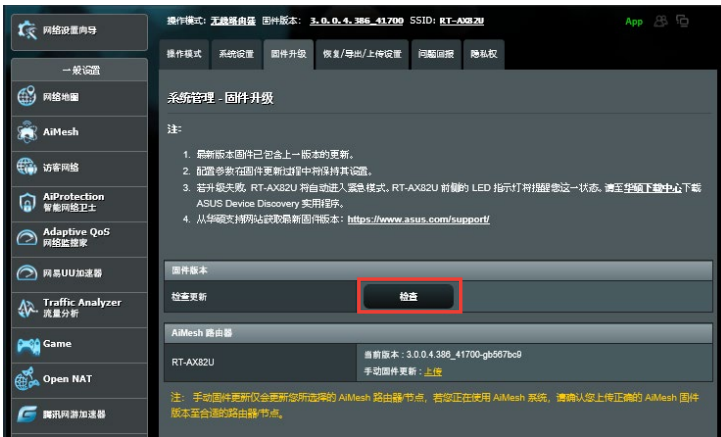 网络设置向导
操作模式: 无线路由器 固件版本: 3.0.0.4.386_41700 SSID: RT-AX82U
App
操作模式 系统设置 固件升级 恢复/导出/上传设置 问题回报 隐私权
一般设置
网络地图
AiMesh
访客网络
AiProtection
智能网络卫士
Adaptive QoS
网络监控家
网易UU加速器
Traffic Analyzer
流量分析
Game
Open NAT
腾讯网游加速器
系统管理 - 固件升级
注:
1. 最新版本固件已包含上一版本的更新。
2. 配置参数在固件更新过程中将保持其设置。
3. 若升级失败, RT-AX82U 将自动进入紧急模式。RT-AX82U 前侧的 LED 指示灯将提醒您这一状态。请至华硕下载中心下载
ASUS Device Discovery 实用程序。
4. 从华硕支持网站获取最新固件版本: https://www.asus.com/support/
固件版本
检查更新 检查
AiMesh 路由器
RT-AX82U
当前版本 : 3.0.0.4.386_41700-gb567bc9
手动固件更新 : 上传
注: 手动固件更新仅会更新您所选择的 AiMesh 路由器/节点，若您正在使用 AiMesh 系统，请确认您上传正确的 AiMesh 固件
版本至合适的路由器/节点。